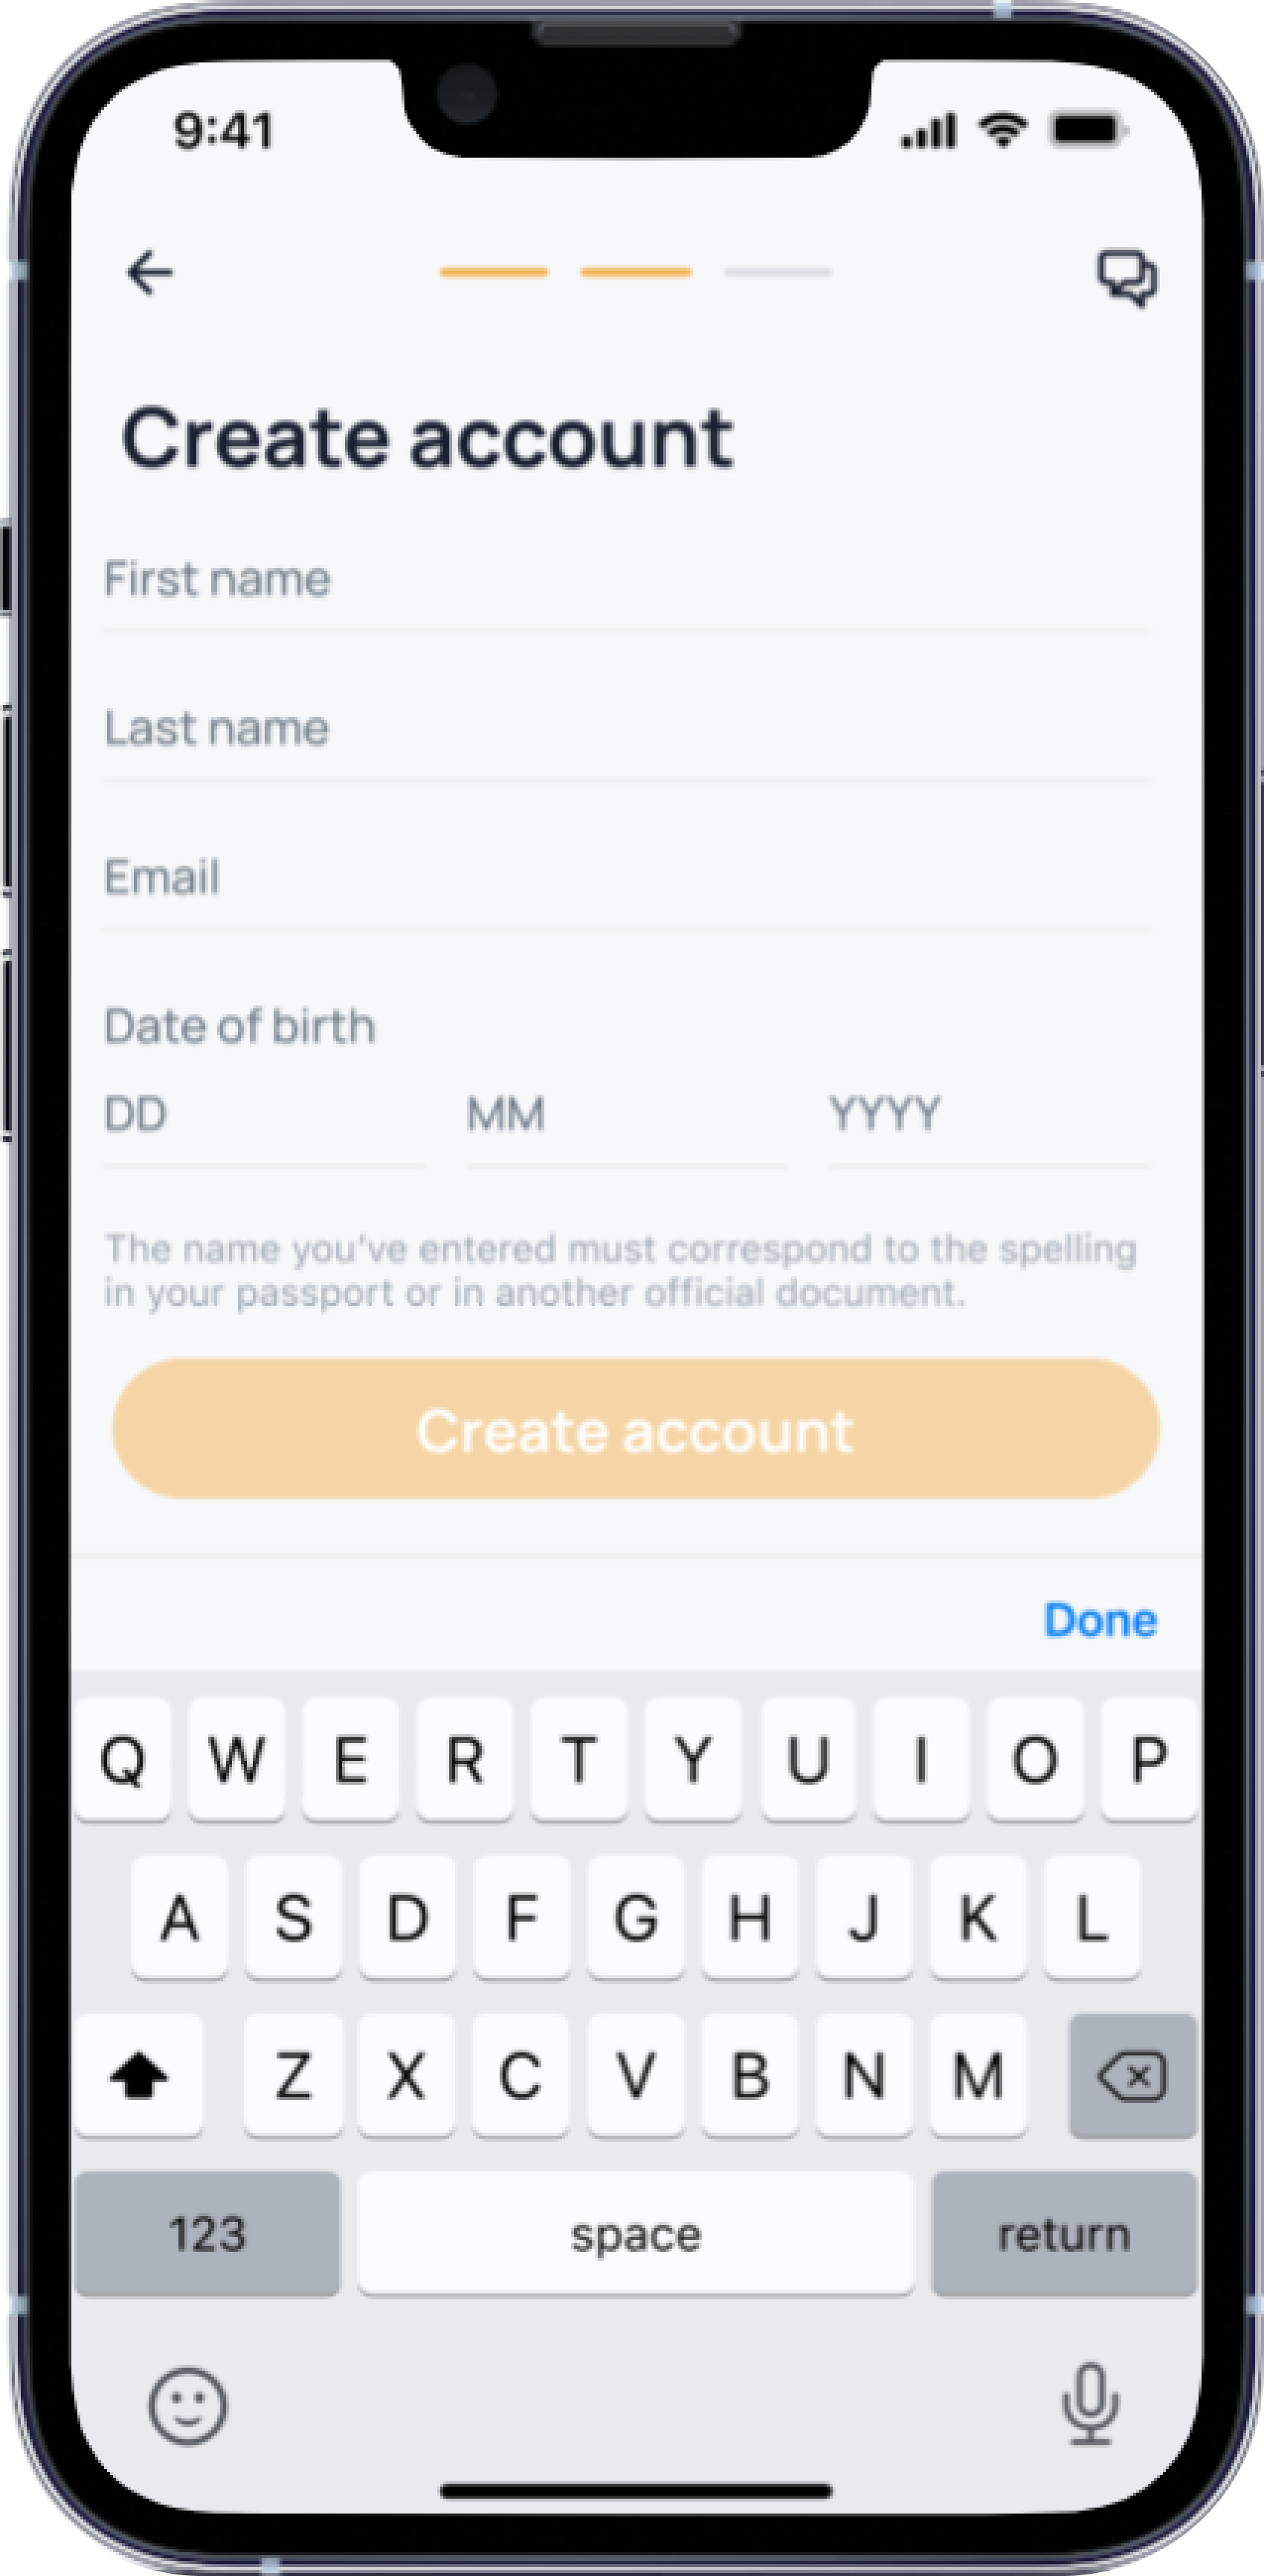 9:41
Create account
First name
Last name
Email
Date of birth
DD MM YYYY
The name you’ve entered must correspond to the spelling
in your passport or in another official document.
Create account
Done
Q W E R T Y U I O P
A S D F G H J K L
Z X C V B N M
123 space return